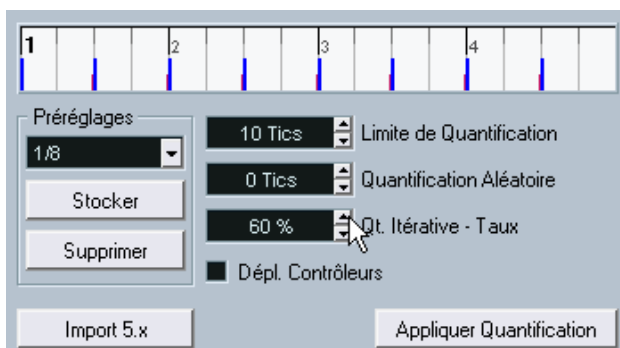 1 2 3 4
Préréglages
1/8
Stocker
Supprimer
10 Tics Limite de Quantification
0 Tics Quantification Aléatoire
60 % Qt. Itérative - Taux
Dépl. Contrôleurs
Import 5.x
Appliquer Quantification